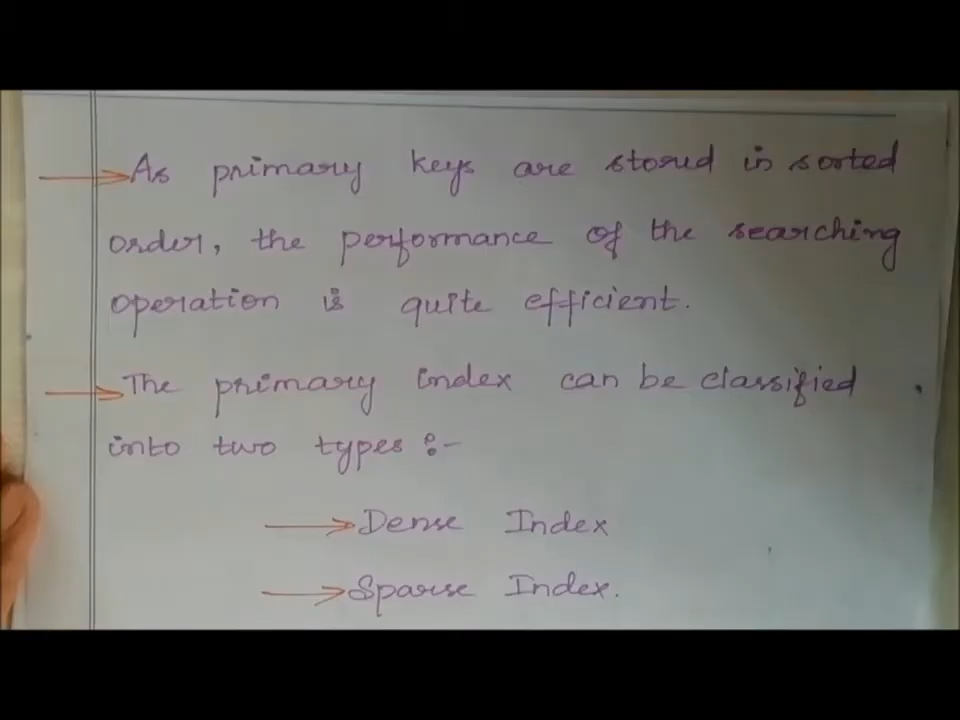 As primary keys are stored in sorted
order, the performance of the searching
operation is quite efficient.
The primary index can be classified
into two types :-
Dense Index
Sparse Index.